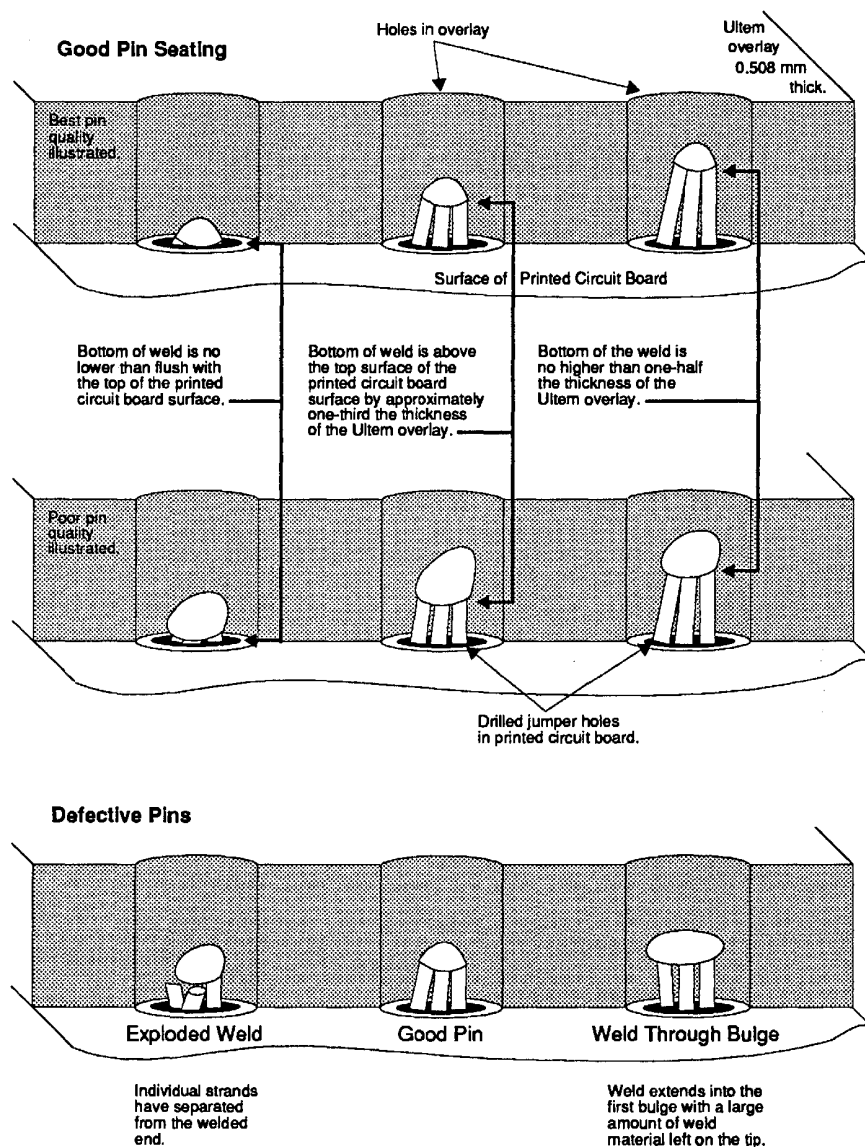 Good Pin Seating
Holes in overlay
Ultem
overlay
0.508 mm
thick.
Best pin
quality
illustrated.
Surface of Printed Circuit Board
Bottom of weld is no
lower than flush with
the top of the printed
circuit board surface.
Bottom of weld is above
the top surface of the
printed circuit board
surface by approximately
one-third the thickness
of the Ultem overlay.
Bottom of the weld is
no higher than one-half
the thickness of the
Ultem overlay.
Poor pin
quality
illustrated.
Drilled jumper holes
in printed circuit board.
Defective Pins
Exploded Weld
Good Pin
Weld Through Bulge
Individual strands
have separated
from the welded
end.
Weld extends into the
first bulge with a large
amount of weld
material left on the tip.